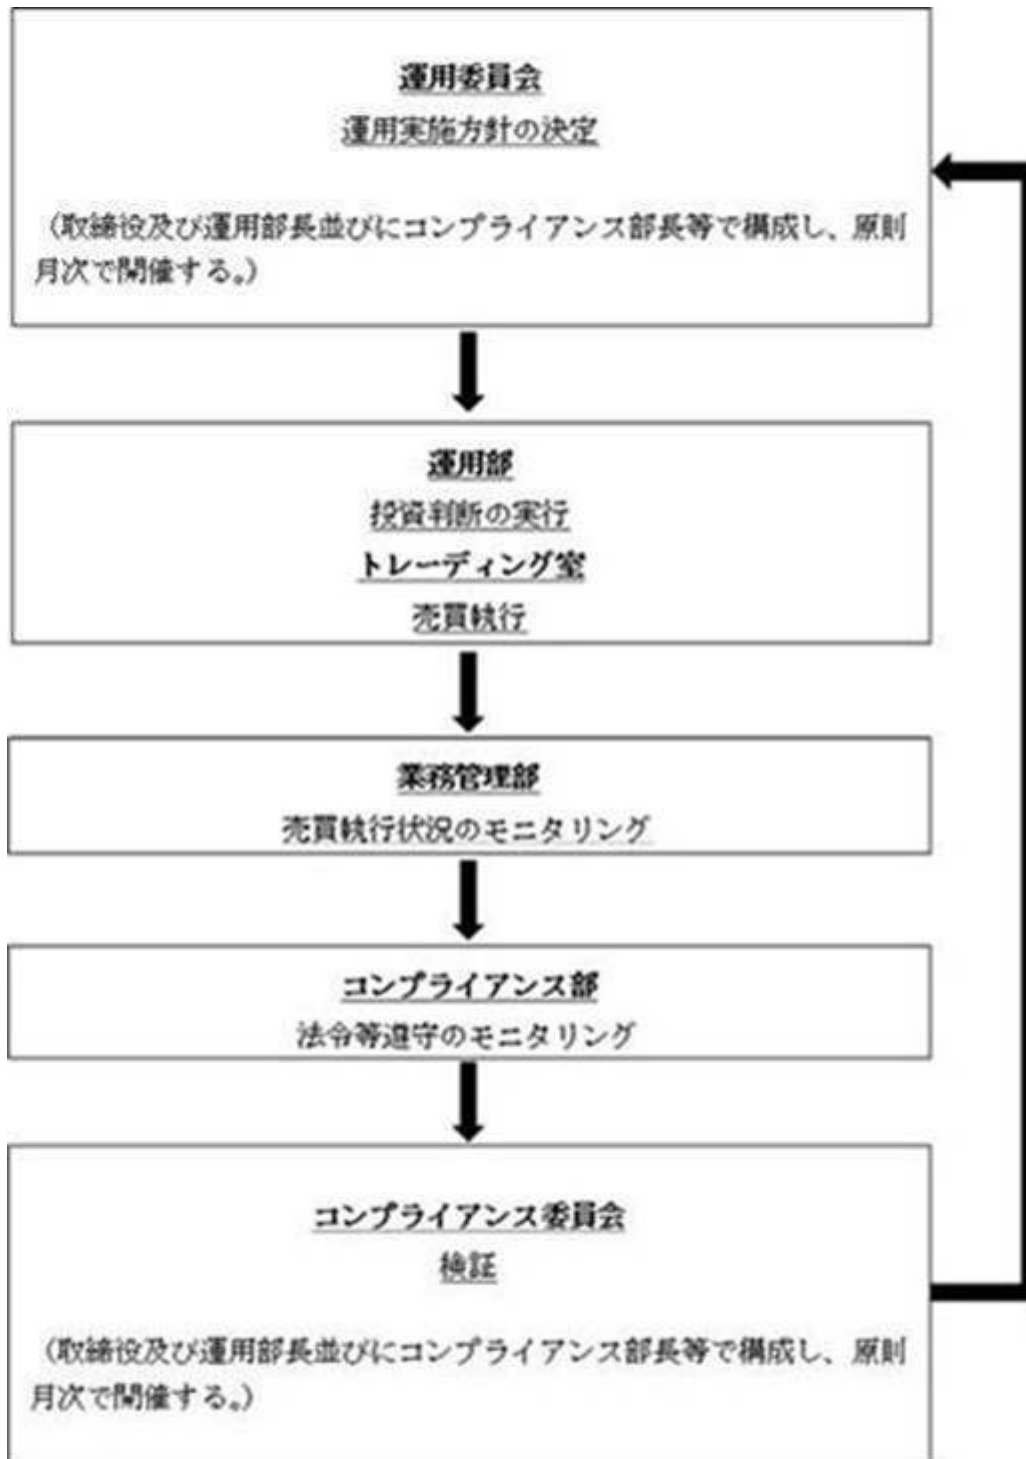 運用委員会
運用実施方針の決定
（取締役及び運用部長並びにコンプライアンス部長等で構成し、原則
月次で開催する。）
運用部
投資判断の実行
トレーディング室
売買執行
業務管理部
売買執行状況のモニタリング
コンプライアンス部
法令等遵守のモニタリング
コンプライアンス委員会
検証
（取締役及び運用部長並びにコンプライアンス部長等で構成し、原則
月次で開催する。）